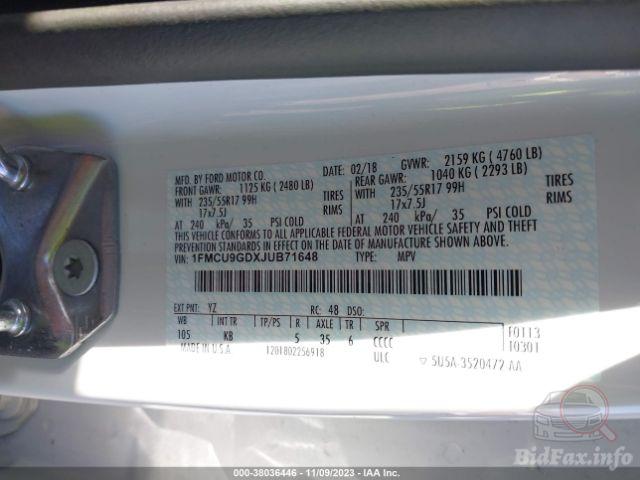 MFD. BY FORD MOTOR CO. DATE: 02/18 GVWR: 2159 KG ( 4760 LB)
FRONT GAWR: 1125 KG ( 2480 LB) REAR GAWR: 1040 KG ( 2293 LB)
WITH 235/55R17 99H TIRES WITH 235/55R17 99H TIRES
17x7.5J RIMS 17x7.5J RIMS
AT 240 kPa/ 35 PSI COLD AT 240 kPa/ 35 PSI COLD
THIS VEHICLE CONFORMS TO ALL APPLICABLE FEDERAL MOTOR VEHICLE SAFETY AND
THEFT PREVENTION STANDARDS IN EFFECT ON THE DATE OF MANUFACTURE SHOWN ABOVE.
VIN: 1FMCU9GDXJUB71648 TYPE: MPV
EXT PNT: YZ RC: 48 DSO:
WB INT TR TP/PS R AXLE TR SPR
105 KB 5 35 6 CCCC
MADE IN U.S.A. 1201802256918 ULC
F0113
10301
5U5A-3520472-AA
BidFax.info
000-38036446 - 11/09/2023 - IAA Inc.